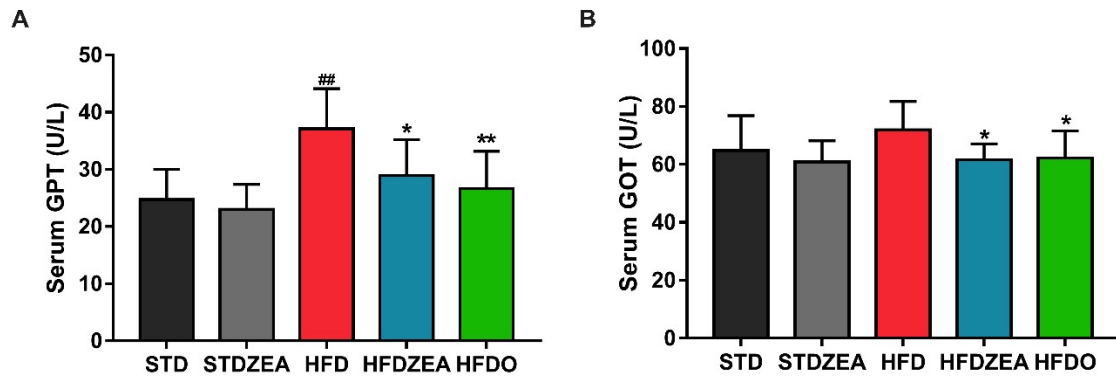 A
Serum GPT (U/L)
50
40
30
20
10
0
##
*
**
STD STDZEA HFD HFDZEA HFDO
B
Serum GOT (U/L)
100
80
60
40
20
0
*
*
STD STDZEA HFD HFDZEA HFDO